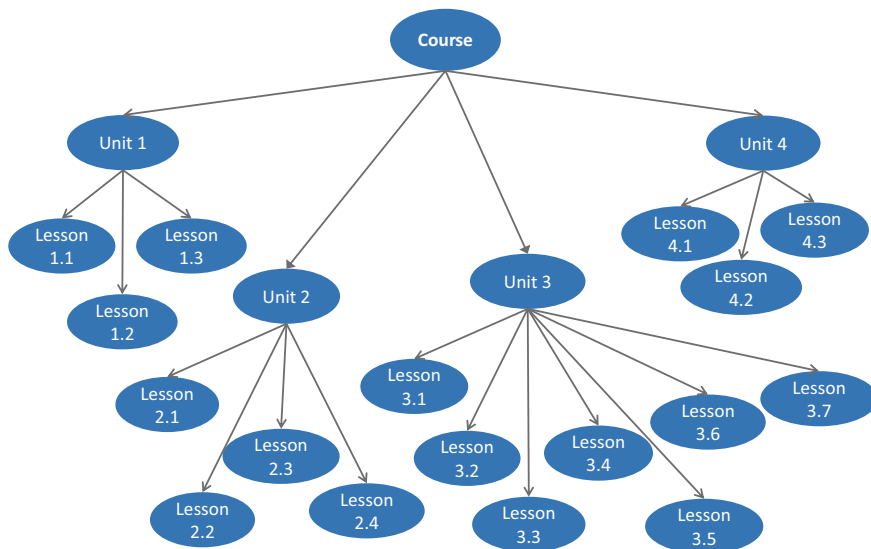 Course
Unit 1
Unit 4
Lesson
1.1
Lesson
1.3
Lesson
1.2
Lesson
4.1
Lesson
4.3
Lesson
4.2
Unit 2
Unit 3
Lesson
2.1
Lesson
2.3
Lesson
2.2
Lesson
2.4
Lesson
3.1
Lesson
3.2
Lesson
3.3
Lesson
3.4
Lesson
3.5
Lesson
3.6
Lesson
3.7